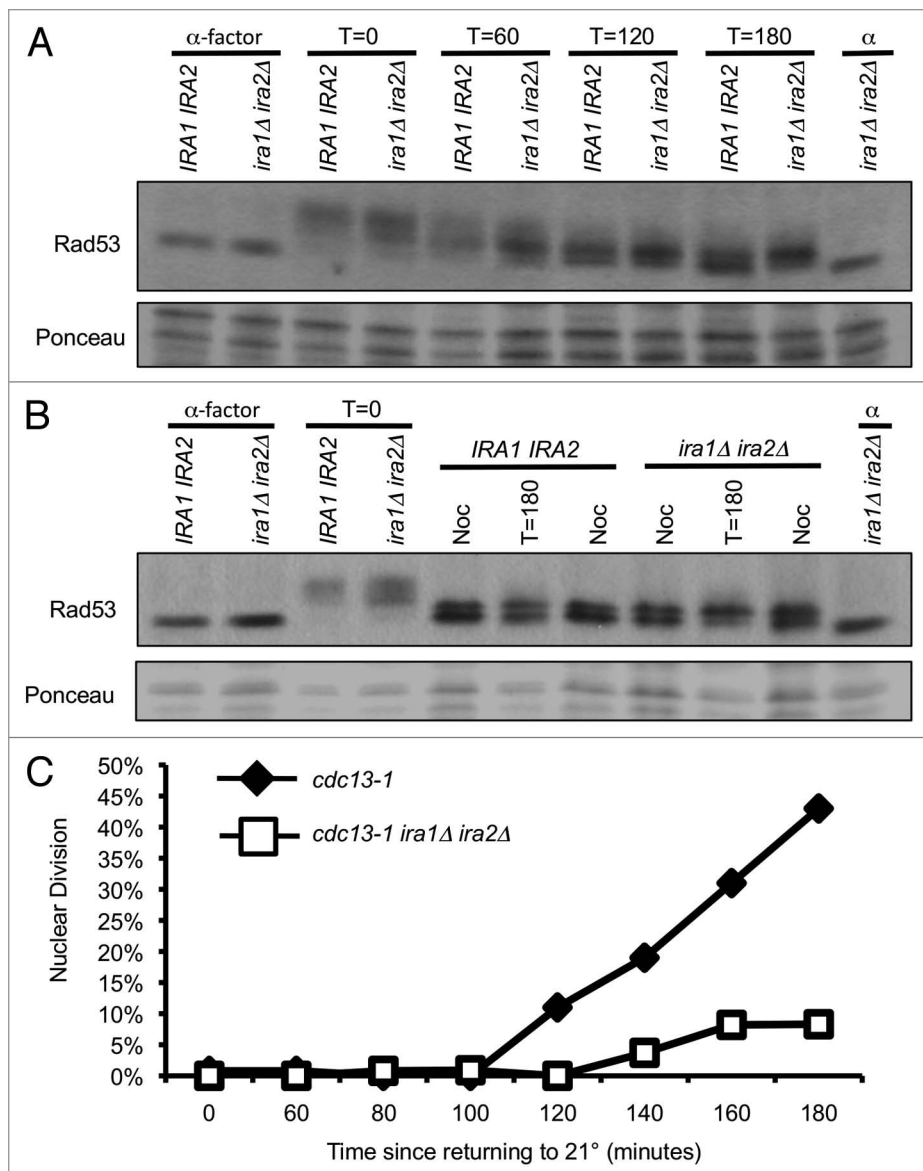 A
α-factor T=0 T=60 T=120 T=180 α
IRA1 IRA2 ira1Δ ira2Δ IRA1 IRA2 ira1Δ ira2Δ IRA1 IRA2 ira1Δ ira2Δ IRA1 IRA2 ira1Δ ira2Δ IRA1 IRA2 ira1Δ ira2Δ ira1Δ ira2Δ
Rad53
Ponceau
B
α-factor T=0 α
IRA1 IRA2 ira1Δ ira2Δ IRA1 IRA2 ira1Δ ira2Δ IRA1 IRA2 ira1Δ ira2Δ ira1Δ ira2Δ
Noc T=180 Noc Noc T=180 Noc
Rad53
Ponceau
C
50%
45%
40%
35%
30%
25%
20%
15%
10%
5%
0%
Nuclear Division
cdc13-1
cdc13-1 ira1Δ ira2Δ
0 60 80 100 120 140 160 180
Time since returning to 21° (minutes)